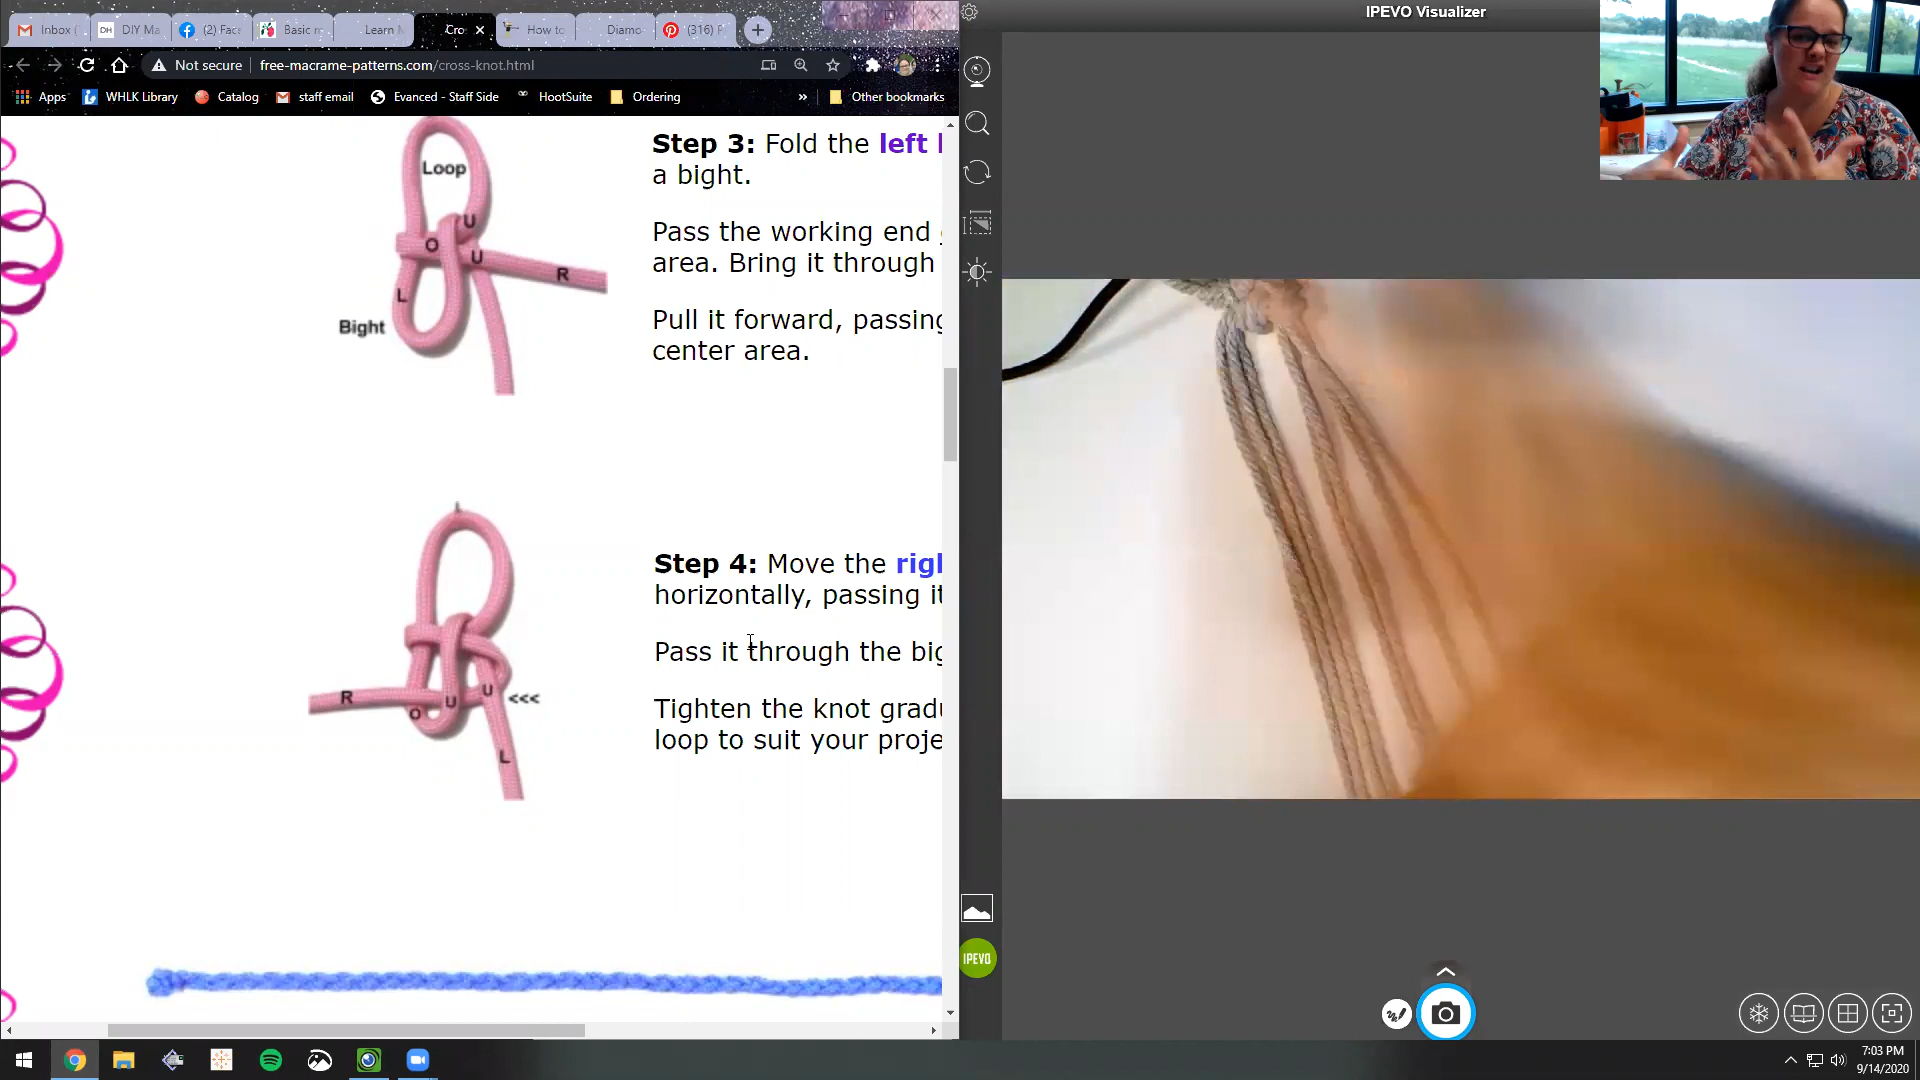 Inbox (
DIY Ma
(2) Face
Basic r
Learn M
Cro
How to
Diamo
(316) P
IPEVO Visualizer
Not secure
free-macrame-patterns.com/cross-knot.html
Apps
WHLK Library
Catalog
staff email
Evanced - Staff Side
HootSuite
Ordering
»
Other bookmarks
Loop
U
O
U
R
L
Bight
Step 3: Fold the left
a bight.
Pass the working end
area. Bring it through
Pull it forward, passing
center area.
R
O
U
U
<<<
L
Step 4: Move the righ
horizontally, passing it
Pass it through the big
Tighten the knot gradu
loop to suit your proje
IPEVO
7:03 PM
9/14/2020